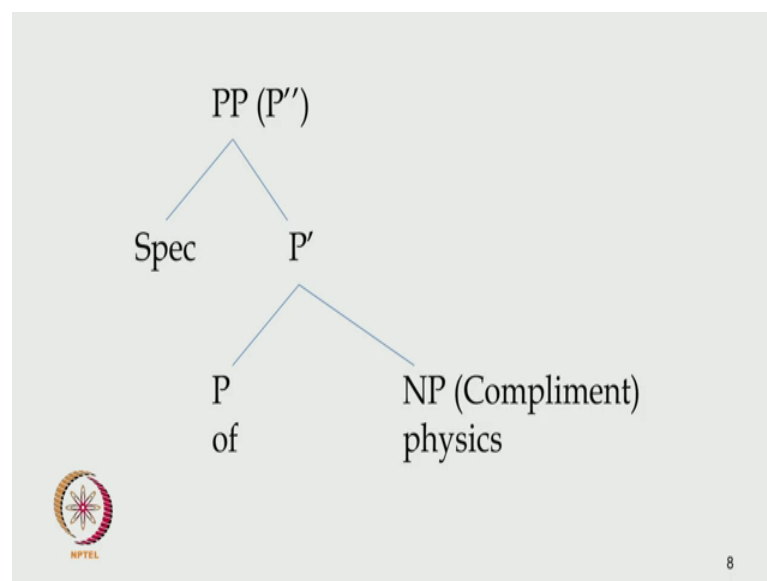 PP (P′′)
Spec P′
P NP (Compliment)
of physics
NPTEL
8